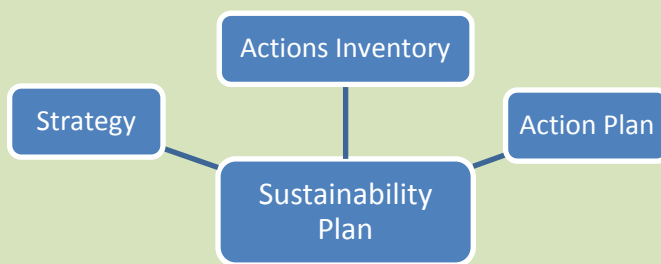 Actions Inventory
Strategy
Action Plan
Sustainability
Plan